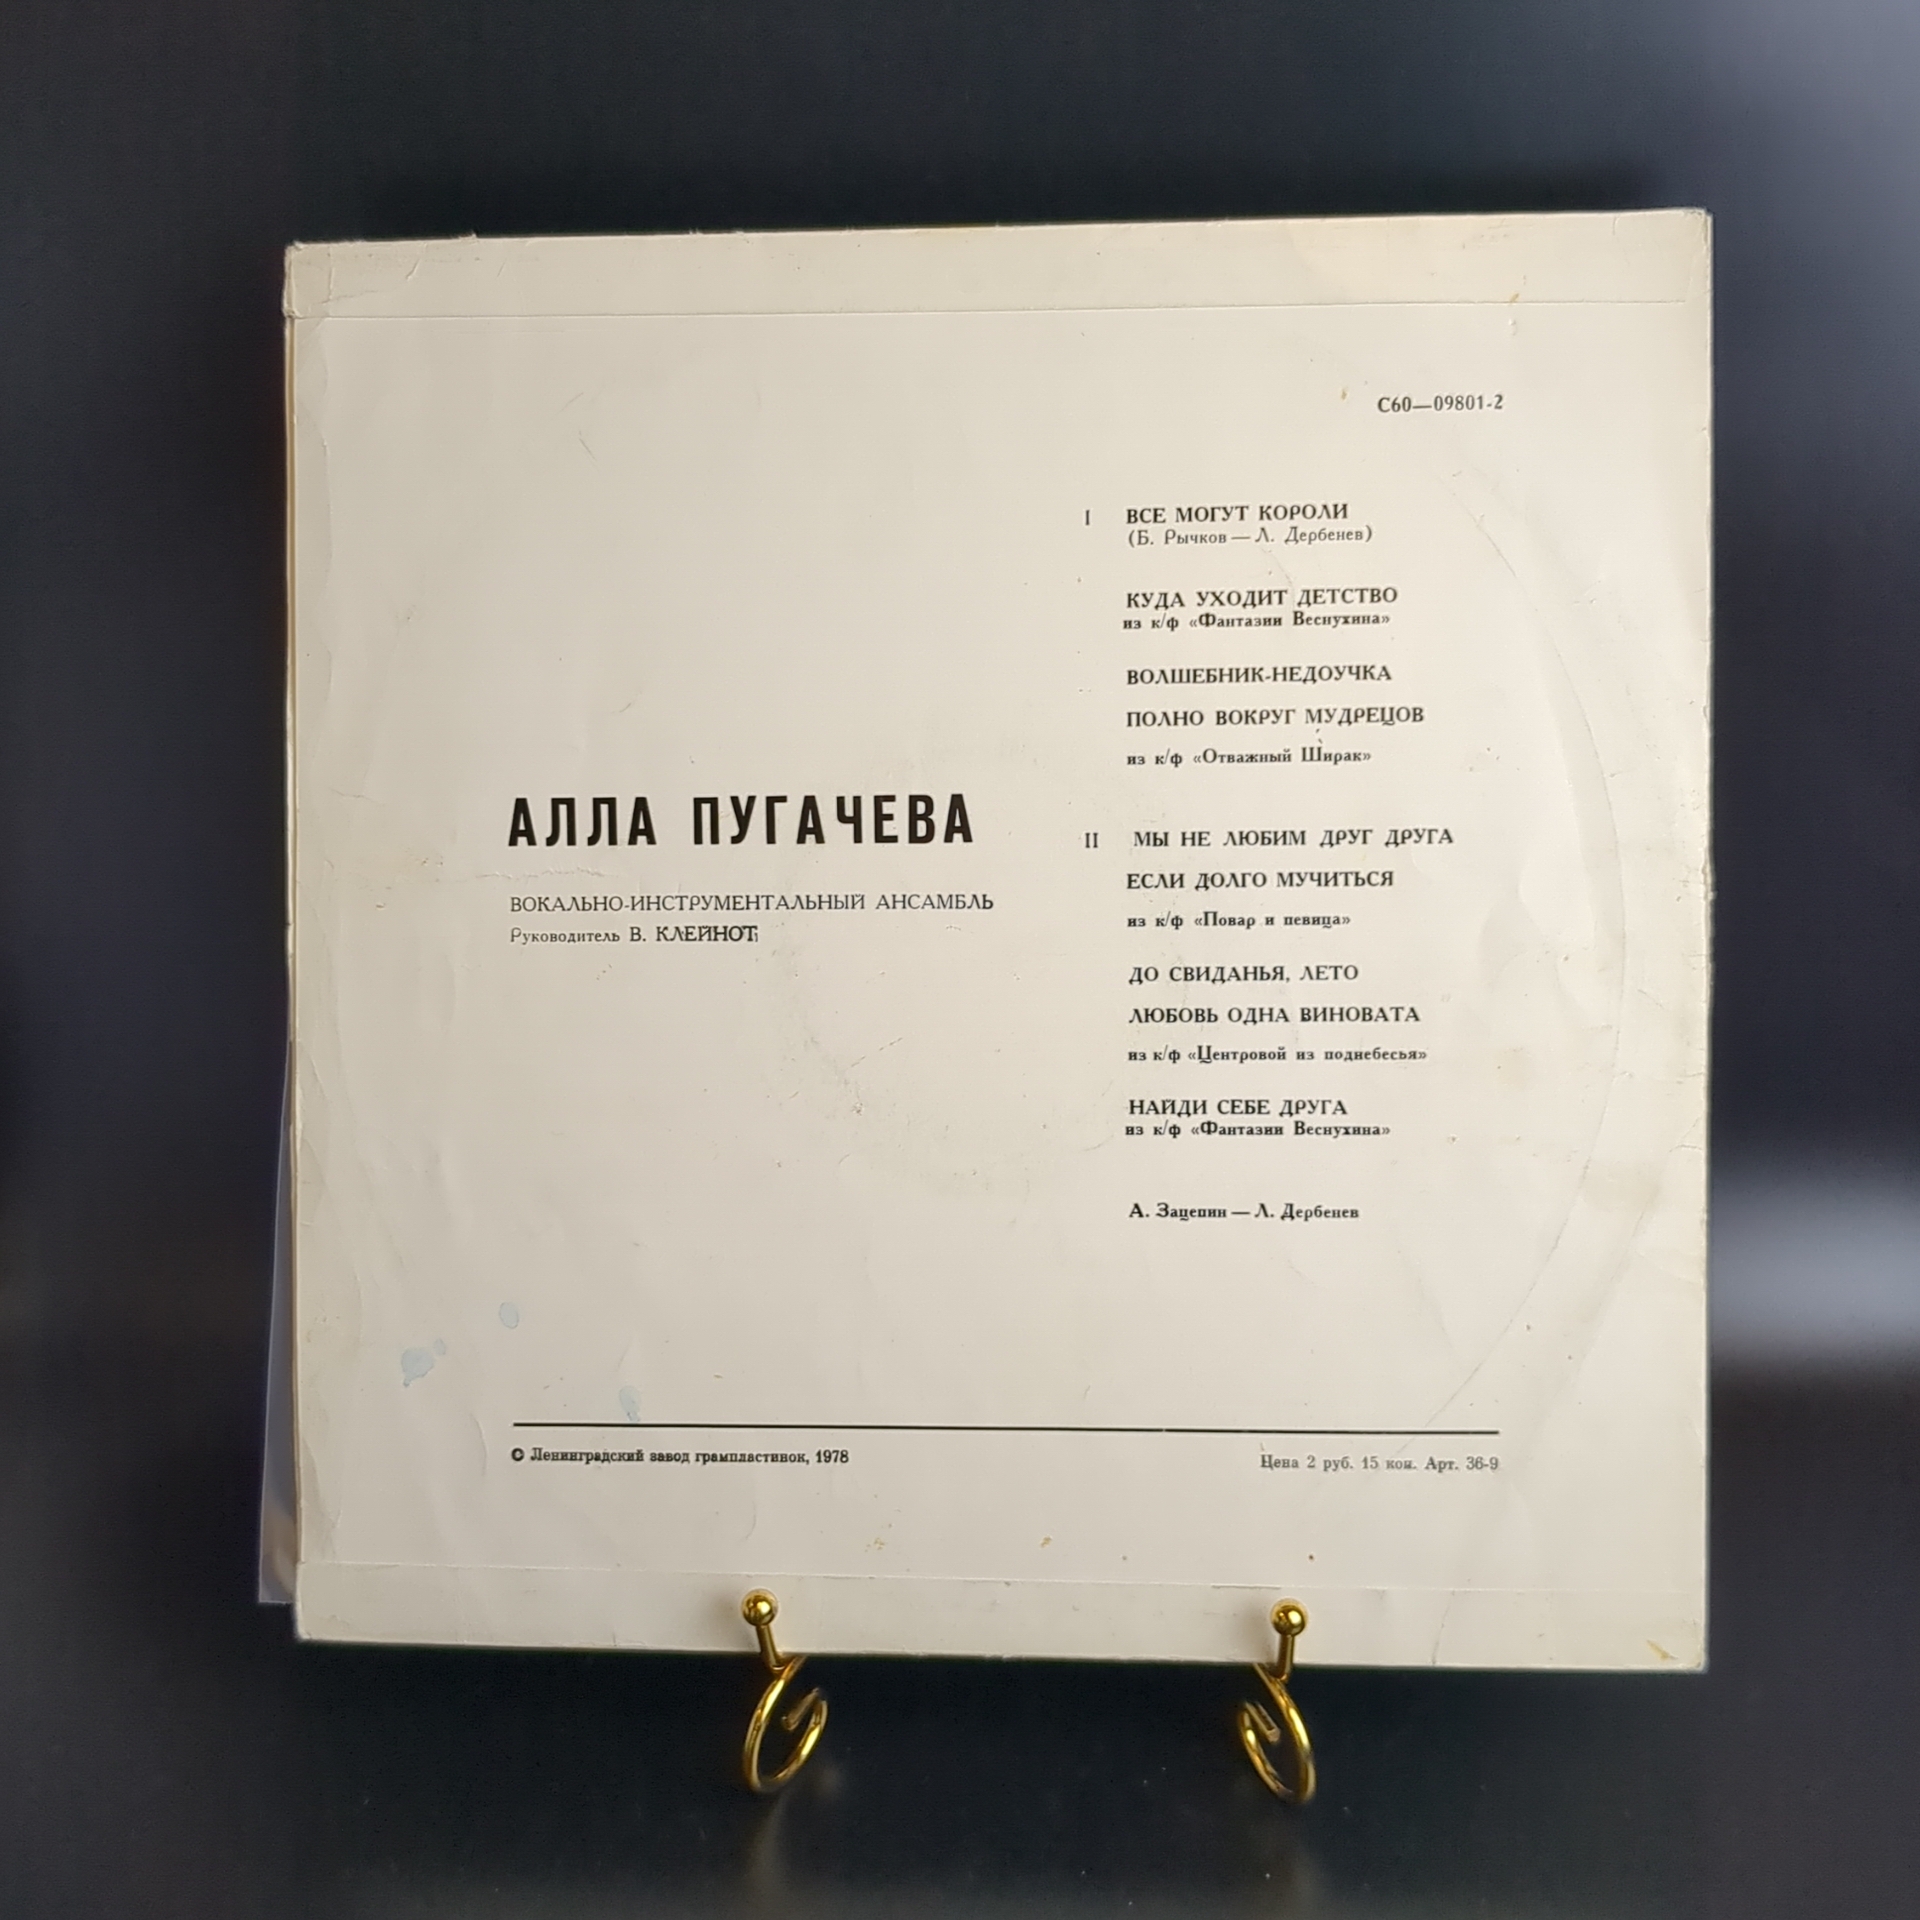 С60—09801-2
I ВСЕ МОГУТ КОРОЛИ
(Б. Рычков — Л. Дербенев)
КУДА УХОДИТ ДЕТСТВО
из к/ф «Фантазии Веснухина»
ВОЛШЕБНИК-НЕДОУЧКА
ПОЛНО ВОКРУГ МУДРЕЦОВ
из к/ф «Отважный Ширак»
АЛЛА ПУГАЧЕВА
ВОКАЛЬНО-ИНСТРУМЕНТАЛЬНЫЙ АНСАМБЛЬ
Руководитель В. КЛЕЙНОТ
II МЫ НЕ ЛЮБИМ ДРУГ ДРУГА
ЕСЛИ ДОЛГО МУЧИТЬСЯ
из к/ф «Повар и певица»
ДО СВИДАНЬЯ, ЛЕТО
ЛЮБОВЬ ОДНА ВИНОВАТА
из к/ф «Центровой из поднебесья»
НАЙДИ СЕБЕ ДРУГА
из к/ф «Фантазии Веснухина»
А. Зацепин — Л. Дербенев
© Ленинградский завод грампластинок, 1978
Цена 2 руб. 15 коп. Арт. 36-9